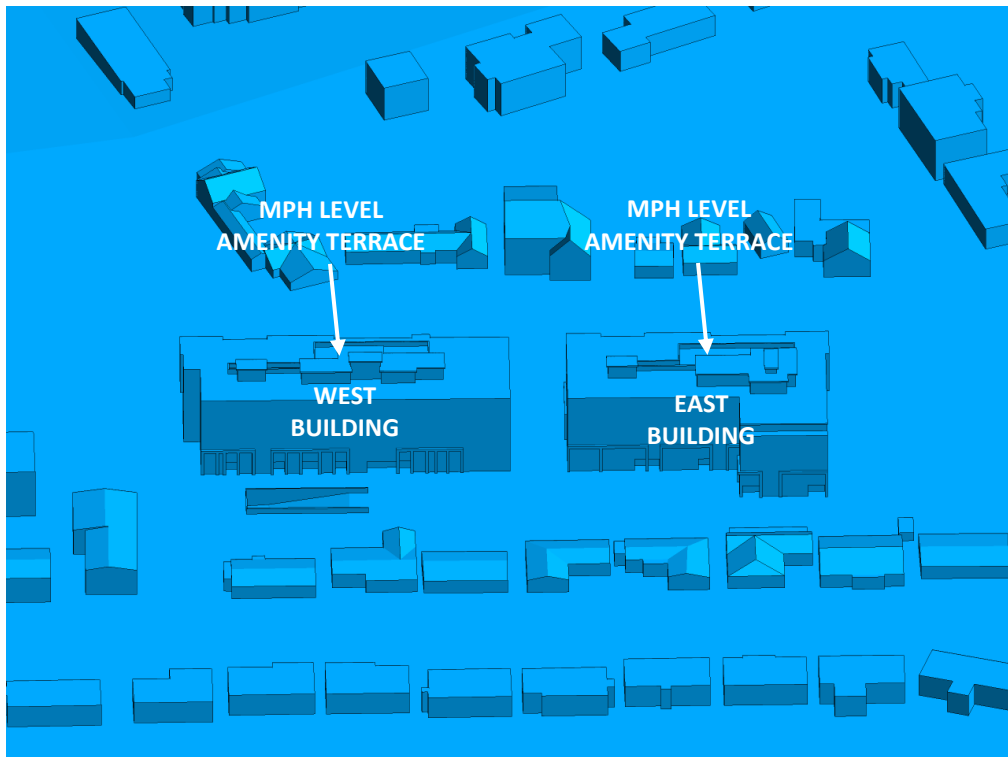 MPH LEVEL
AMENITY TERRACE
MPH LEVEL
AMENITY TERRACE
WEST
BUILDING
EAST
BUILDING